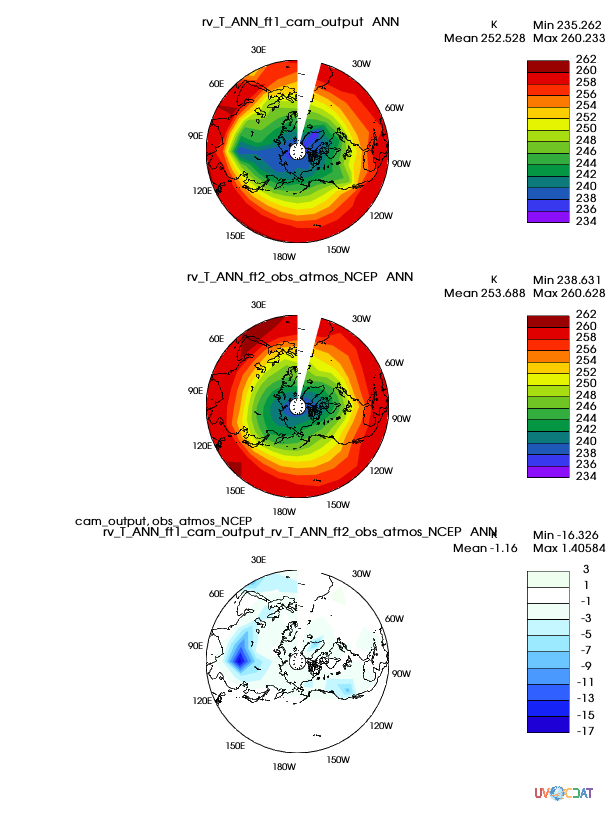 rv_T_ANN_ft1_cam_output ANN
K Min 235.262
Mean 252.528 Max 260.233
30E 30W
60E 60W
90E 90W
120E 120W
150E 150W
180W
262
260
258
256
254
252
250
248
246
244
242
240
238
236
234
rv_T_ANN_ft2_obs_atmos_NCEP ANN
K Min 238.631
Mean 253.688 Max 260.628
30E 30W
60E 60W
90E 90W
120E 120W
150E 150W
180W
262
260
258
256
254
252
250
248
246
244
242
240
238
236
234
cam_output, obs_atmos_NCEP
rv_T_ANN_ft1_cam_output_rv_T_ANN_ft2_obs_atmos_NCEP ANN
K Min -16.326
Mean -1.16 Max 1.40584
30E 30W
60E 60W
90E 90W
120E 120W
150E 150W
180W
3
1
-1
-3
-5
-7
-9
-11
-13
-15
-17
UV CDAT